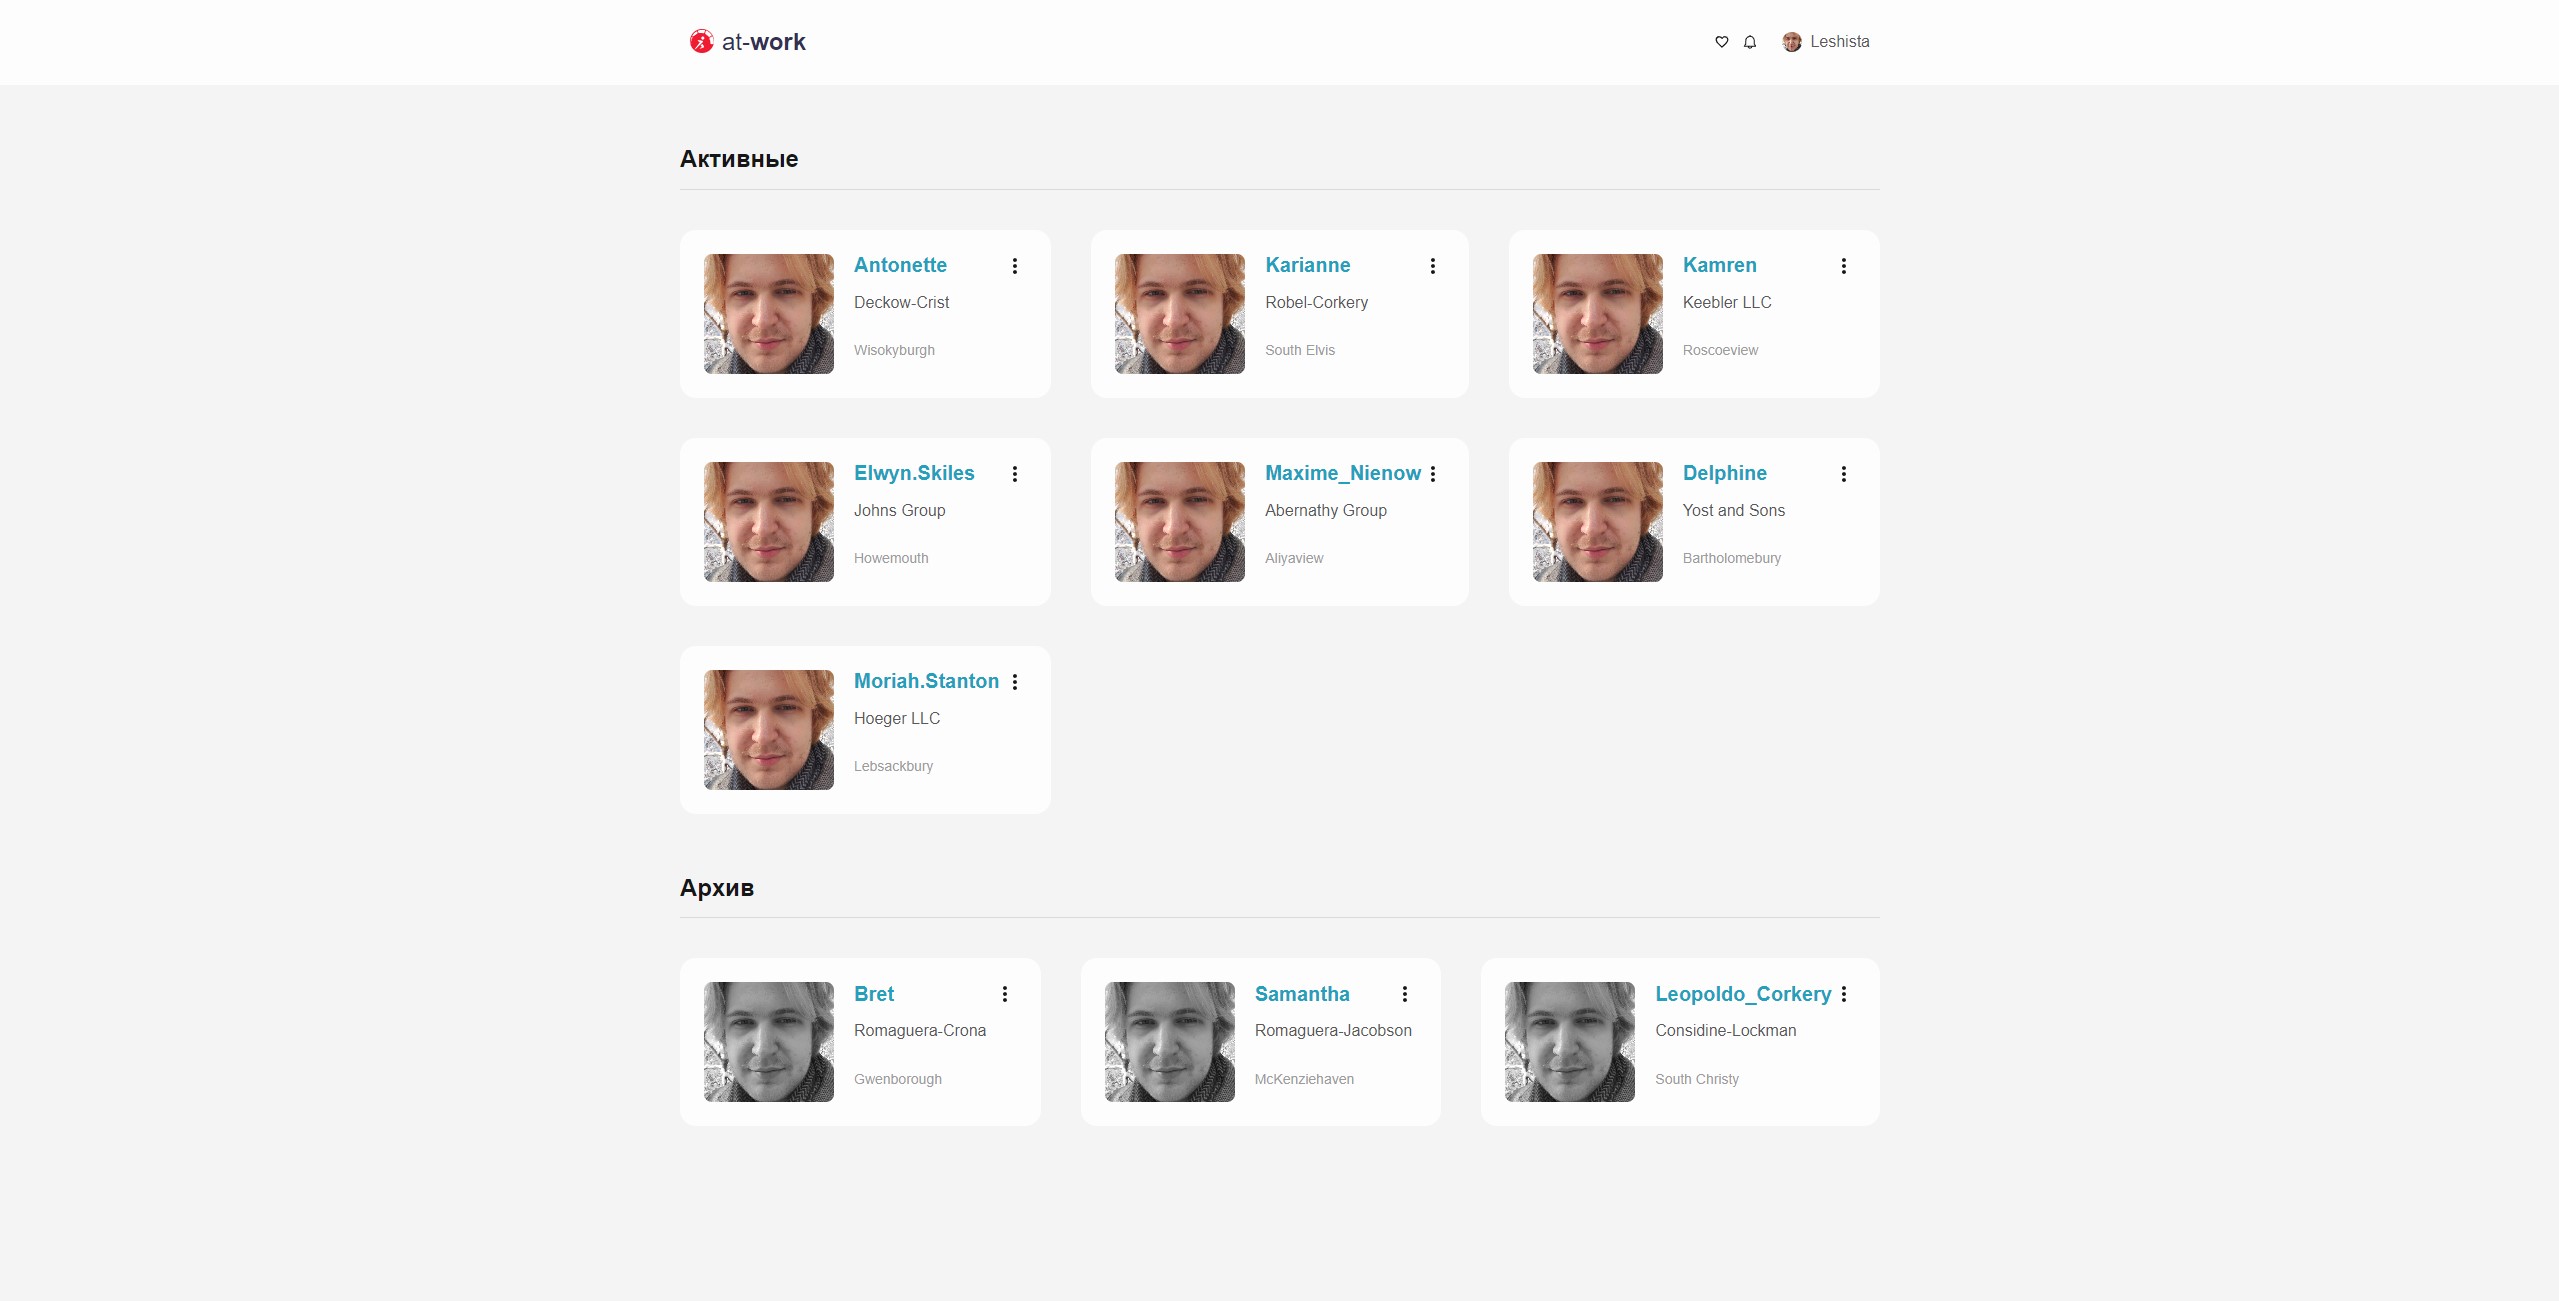 at-work
Leshista
Активные
Antonette
Deckow-Crist
Wisokyburgh
Karianne
Robel-Corkery
South Elvis
Kamren
Keebler LLC
Roscoeview
Elwyn.Skiles
Johns Group
Howemouth
Maxime_Nienow
Abernathy Group
Aliyaview
Delphine
Yost and Sons
Bartholomebury
Moriah.Stanton
Hoeger LLC
Lebsackbury
Архив
Bret
Romaguera-Crona
Gwenborough
Samantha
Romaguera-Jacobson
McKenziehaven
Leopoldo_Corkery
Considine-Lockman
South Christy